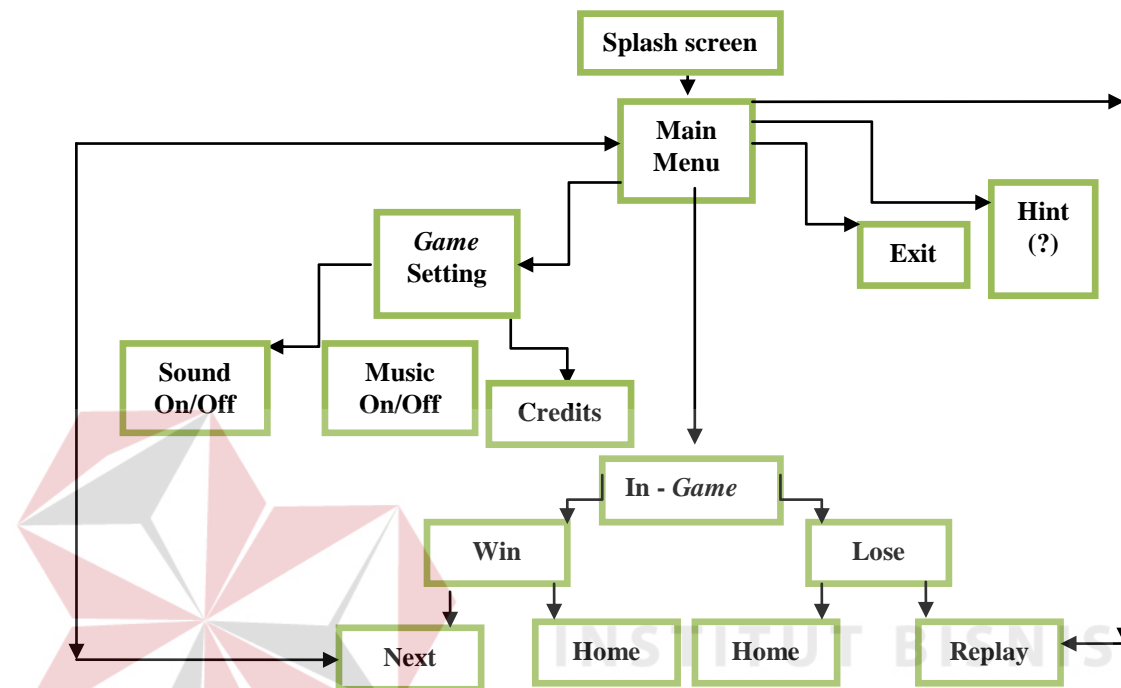 Splash screen
Main
Menu
Hint
(?)
Exit
Game
Setting
Sound
On/Off
Music
On/Off
Credits
In - Game
Win
Lose
Next
Home
Home
Replay
INSTITUT BISNIS